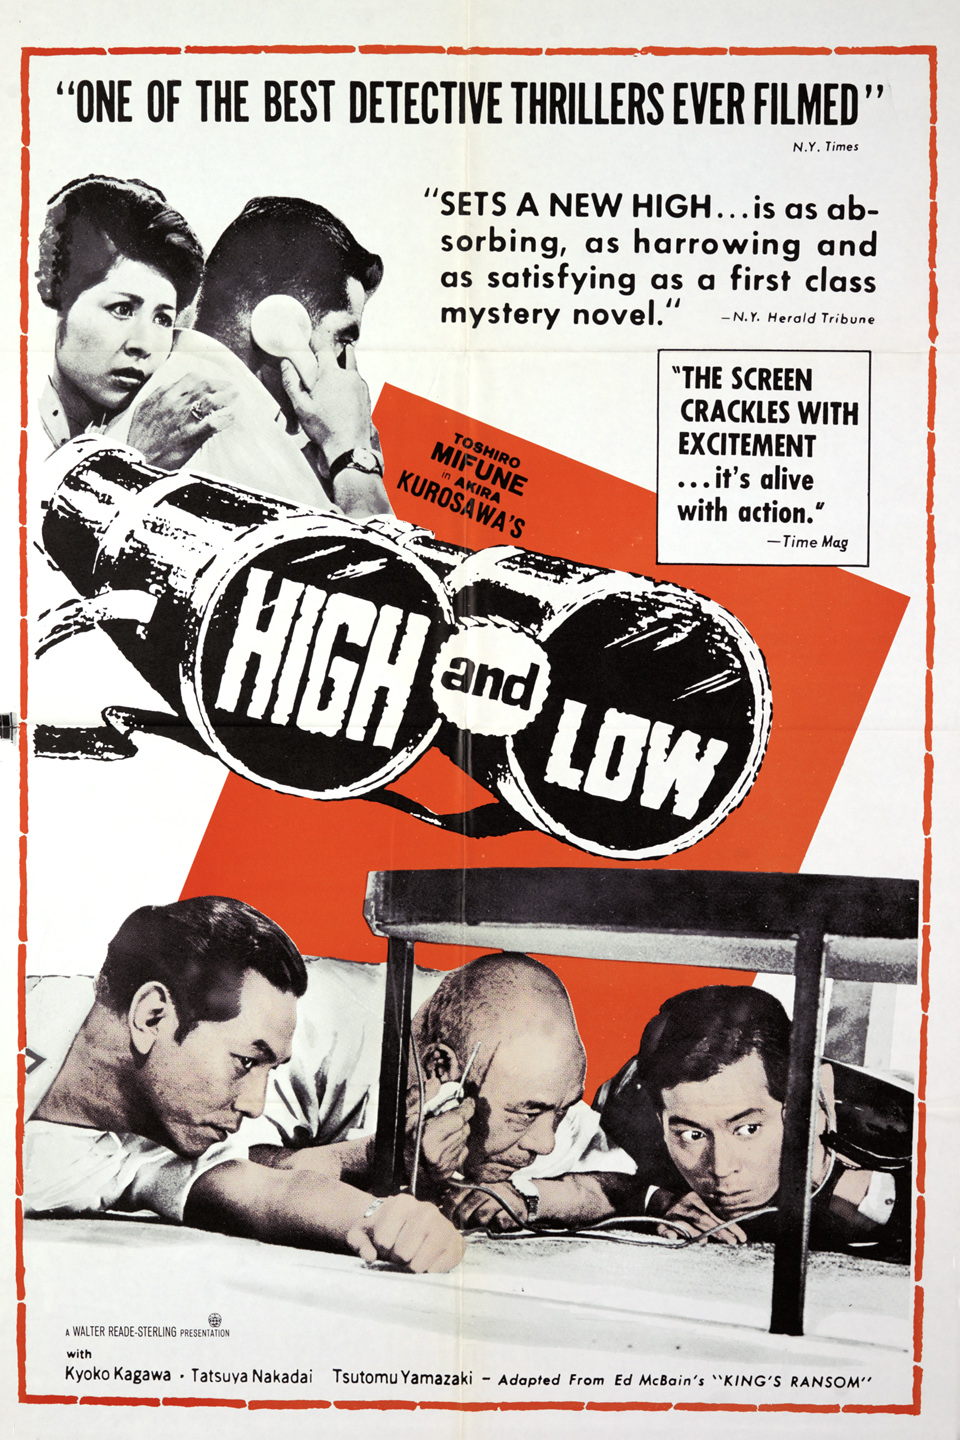 “ONE OF THE BEST DETECTIVE THRILLERS EVER FILMED”
N.Y. Times
“SETS A NEW HIGH...is as ab-
sorbing, as harrowing and
as satisfying as a first class
mystery novel.“
—N.Y. Herald Tribune
“THE SCREEN
CRACKLES WITH
EXCITEMENT
...it's alive
with action.”
—Time Mag
TOSHIRO
MIFUNE
in AKIRA
KUROSAWA'S
HIGH and LOW
A WALTER READE-STERLING PRESENTATION
with
Kyoko Kagawa • Tatsuya Nakadai Tsutomu Yamazaki — Adapted From Ed McBain's “KING'S RANSOM”